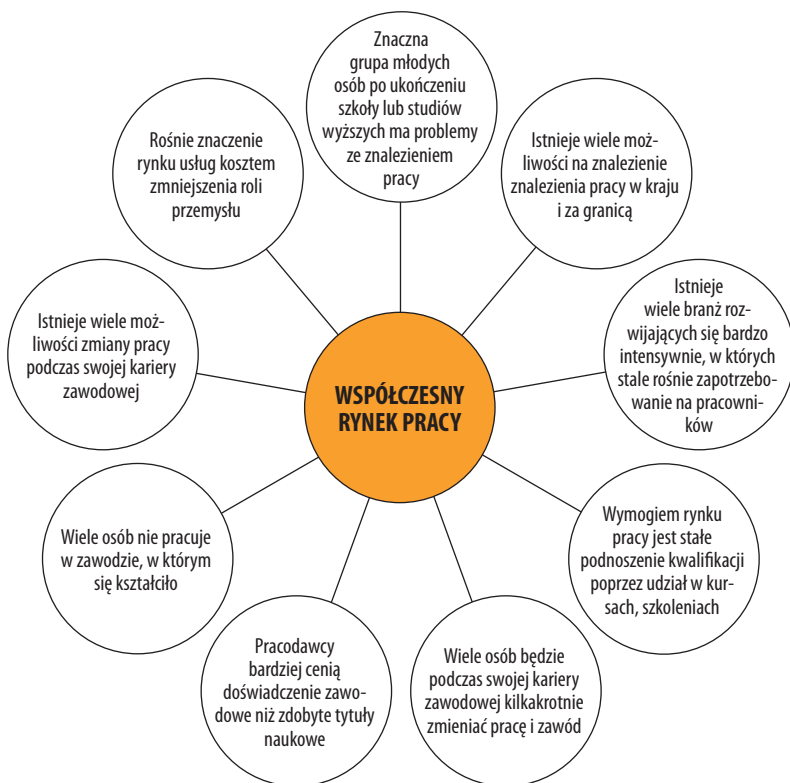 Znaczna
grupa młodych
osób po ukończeniu
szkoły lub studiów
wyższych ma problemy
ze znalezieniem
pracy
Istnieje wiele moż-
liwości na znalezienie
znalezienia pracy w kraju
i za granicą
Istnieje
wiele branż roz-
wijających się bardzo
intensywnie, w których
stale rośnie zapotrzebo-
wanie na pracowni-
ków
Wymogiem rynku
pracy jest stałe
podnoszenie kwalifikacji
poprzez udział w kur-
sach, szkoleniach
Wiele osób będzie
podczas swojej kariery
zawodowej kilkakrotnie
zmieniać pracę i zawód
Pracodawcy
bardziej cenią
doświadczenie zawo-
dowe niż zdobyte tytuły
naukowe
Wiele osób nie pracuje
w zawodzie, w którym
się kształciło
Istnieje wiele moż-
liwości zmiany pracy
podczas swojej kariery
zawodowej
Rośnie znaczenie
rynku usług kosztem
zmniejszenia roli
przemysłu
WSPÓŁCZESNY
RYNEK PRACY